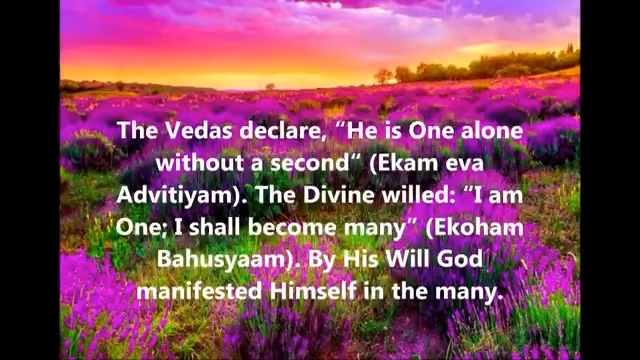 The Vedas declare, “He is One alone
without a second“ (Ekam eva
Advitiyam). The Divine willed: “I am
One; I shall become many” (Ekoham
Bahusyaam). By His Will God
manifested Himself in the many.